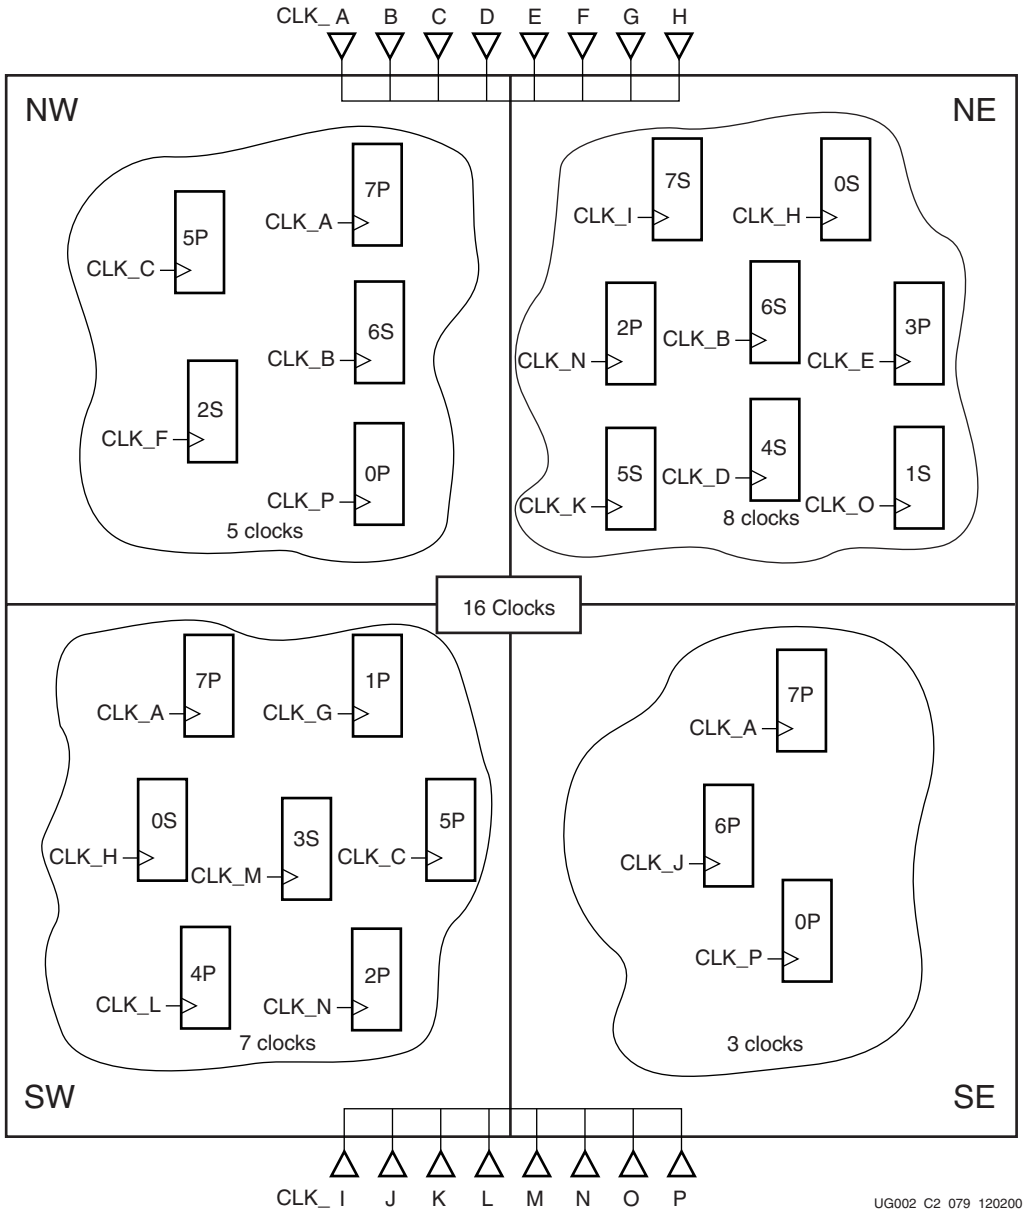 CLK_ A B C D E F G H
NW
NE
7P
CLK_A
5P
CLK_C
6S
CLK_B
2S
CLK_F
0P
CLK_P
5 clocks
7S
CLK_I
0S
CLK_H
2P
CLK_N
6S
CLK_B
3P
CLK_E
5S
CLK_K
4S
CLK_D
1S
CLK_O
8 clocks
16 Clocks
7P
CLK_A
1P
CLK_G
0S
CLK_H
3S
CLK_M
5P
CLK_C
4P
CLK_L
2P
CLK_N
7 clocks
SW
7P
CLK_A
6P
CLK_J
0P
CLK_P
3 clocks
SE
CLK_ I J K L M N O P
UG002_C2_079_120200